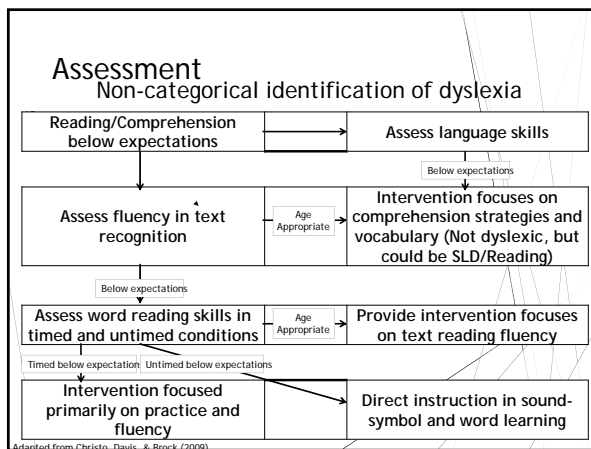 Assessment
Non-categorical identification of dyslexia
Reading/Comprehension
below expectations
Assess language skills
Below expectations
Assess fluency in text
recognition
Age
Appropriate
Intervention focuses on
comprehension strategies and
vocabulary (Not dyslexic, but
could be SLD/Reading)
Below expectations
Assess word reading skills in
timed and untimed conditions
Age
Appropriate
Provide intervention focuses
on text reading fluency
Timed below expectation
Untimed below expectations
Intervention focused
primarily on practice and
fluency
Direct instruction in sound-
symbol and word learning
Adapted from Christo, Davis, & Brock (2009)